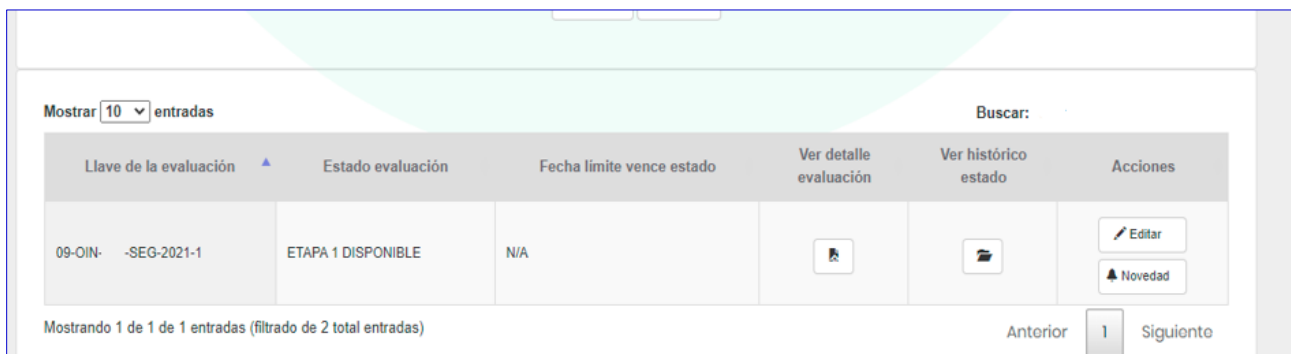 Mostrar 10 entradas
Buscar:
Llave de la evaluación
Estado evaluación
Fecha límite vence estado
Ver detalle
evaluación
Ver histórico
estado
Acciones
09-OIN- -SEG-2021-1
ETAPA 1 DISPONIBLE
N/A
Editar
Novedad
Mostrando 1 de 1 de 1 entradas (filtrado de 2 total entradas)
Anterior 1 Siguiente